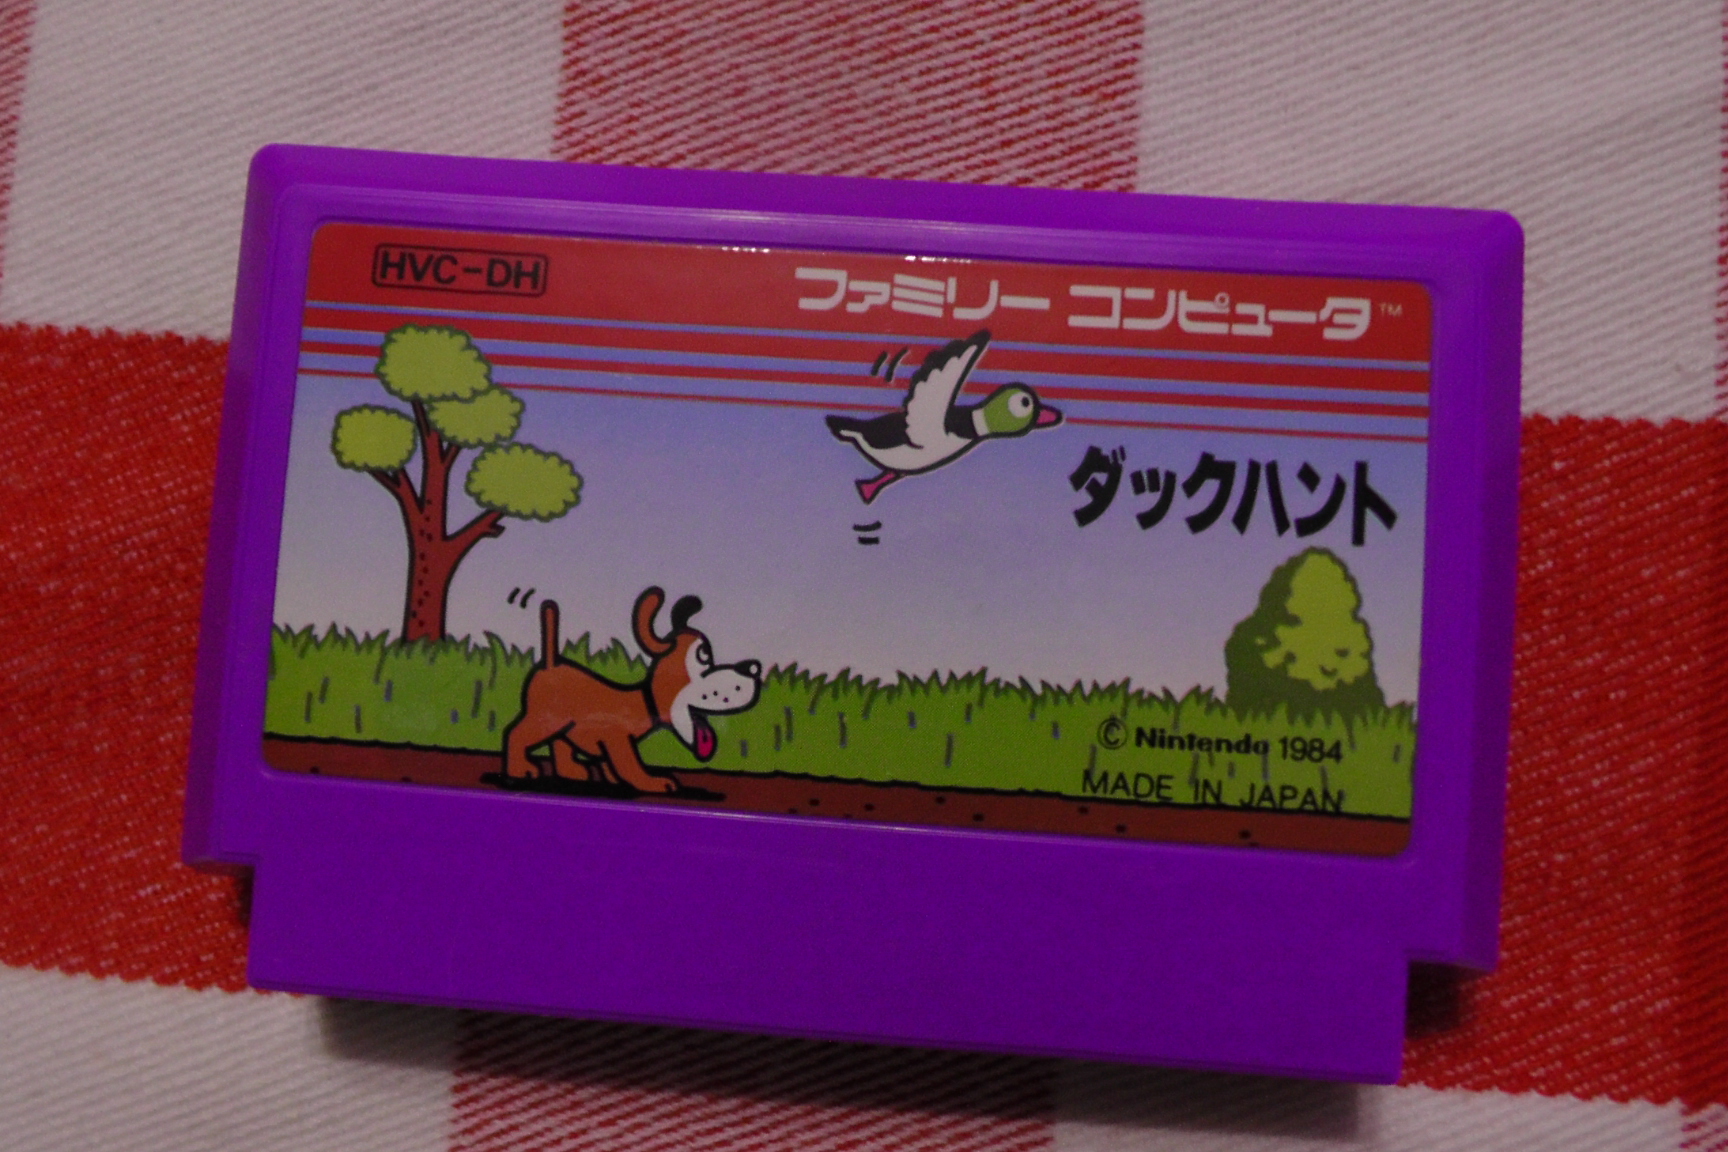 HVC-DH
ファミリー コンピュータ™
ダックハント
© Nintendo 1984
MADE IN JAPAN